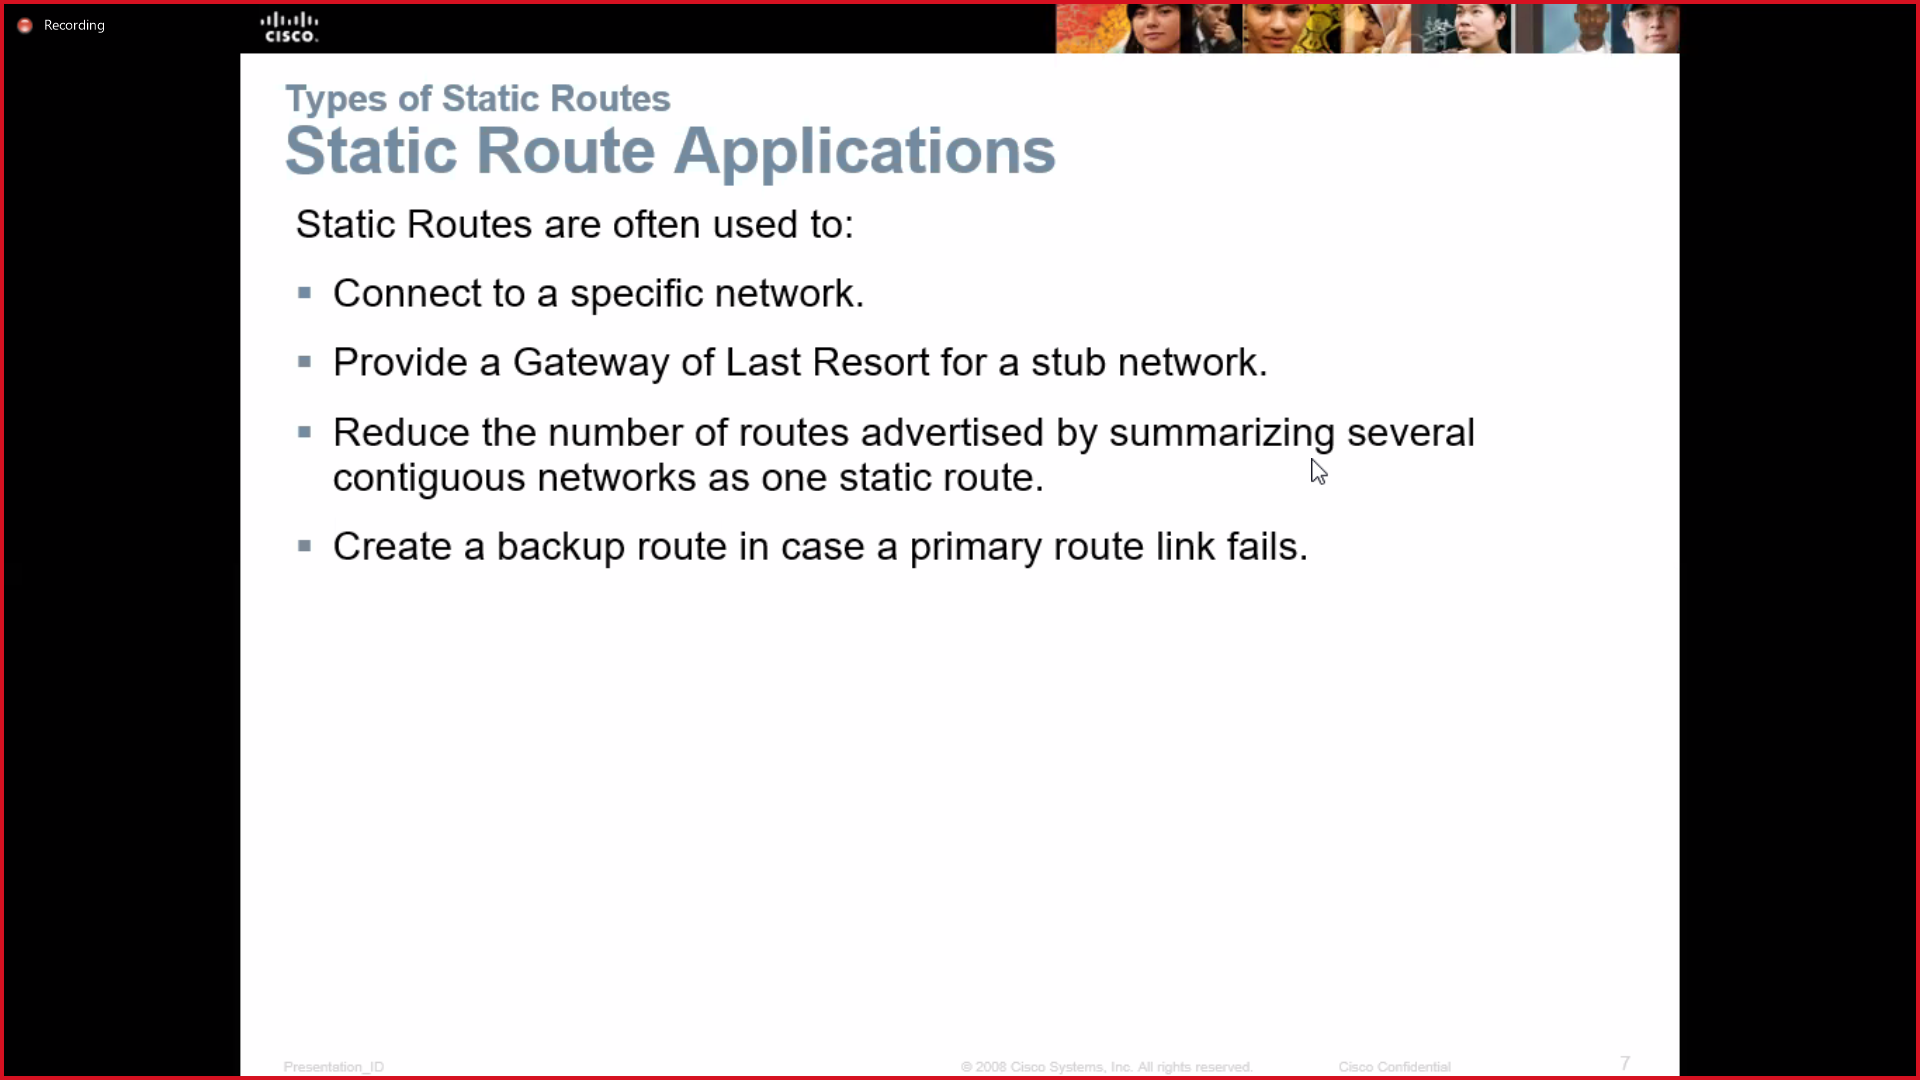 Recording
CISCO.
Types of Static Routes
Static Route Applications
Static Routes are often used to:
▪ Connect to a specific network.
▪ Provide a Gateway of Last Resort for a stub network.
▪ Reduce the number of routes advertised by summarizing several
contiguous networks as one static route.
▪ Create a backup route in case a primary route link fails.
Presentation_ID
© 2008 Cisco Systems, Inc. All rights reserved.
Cisco Confidential
7